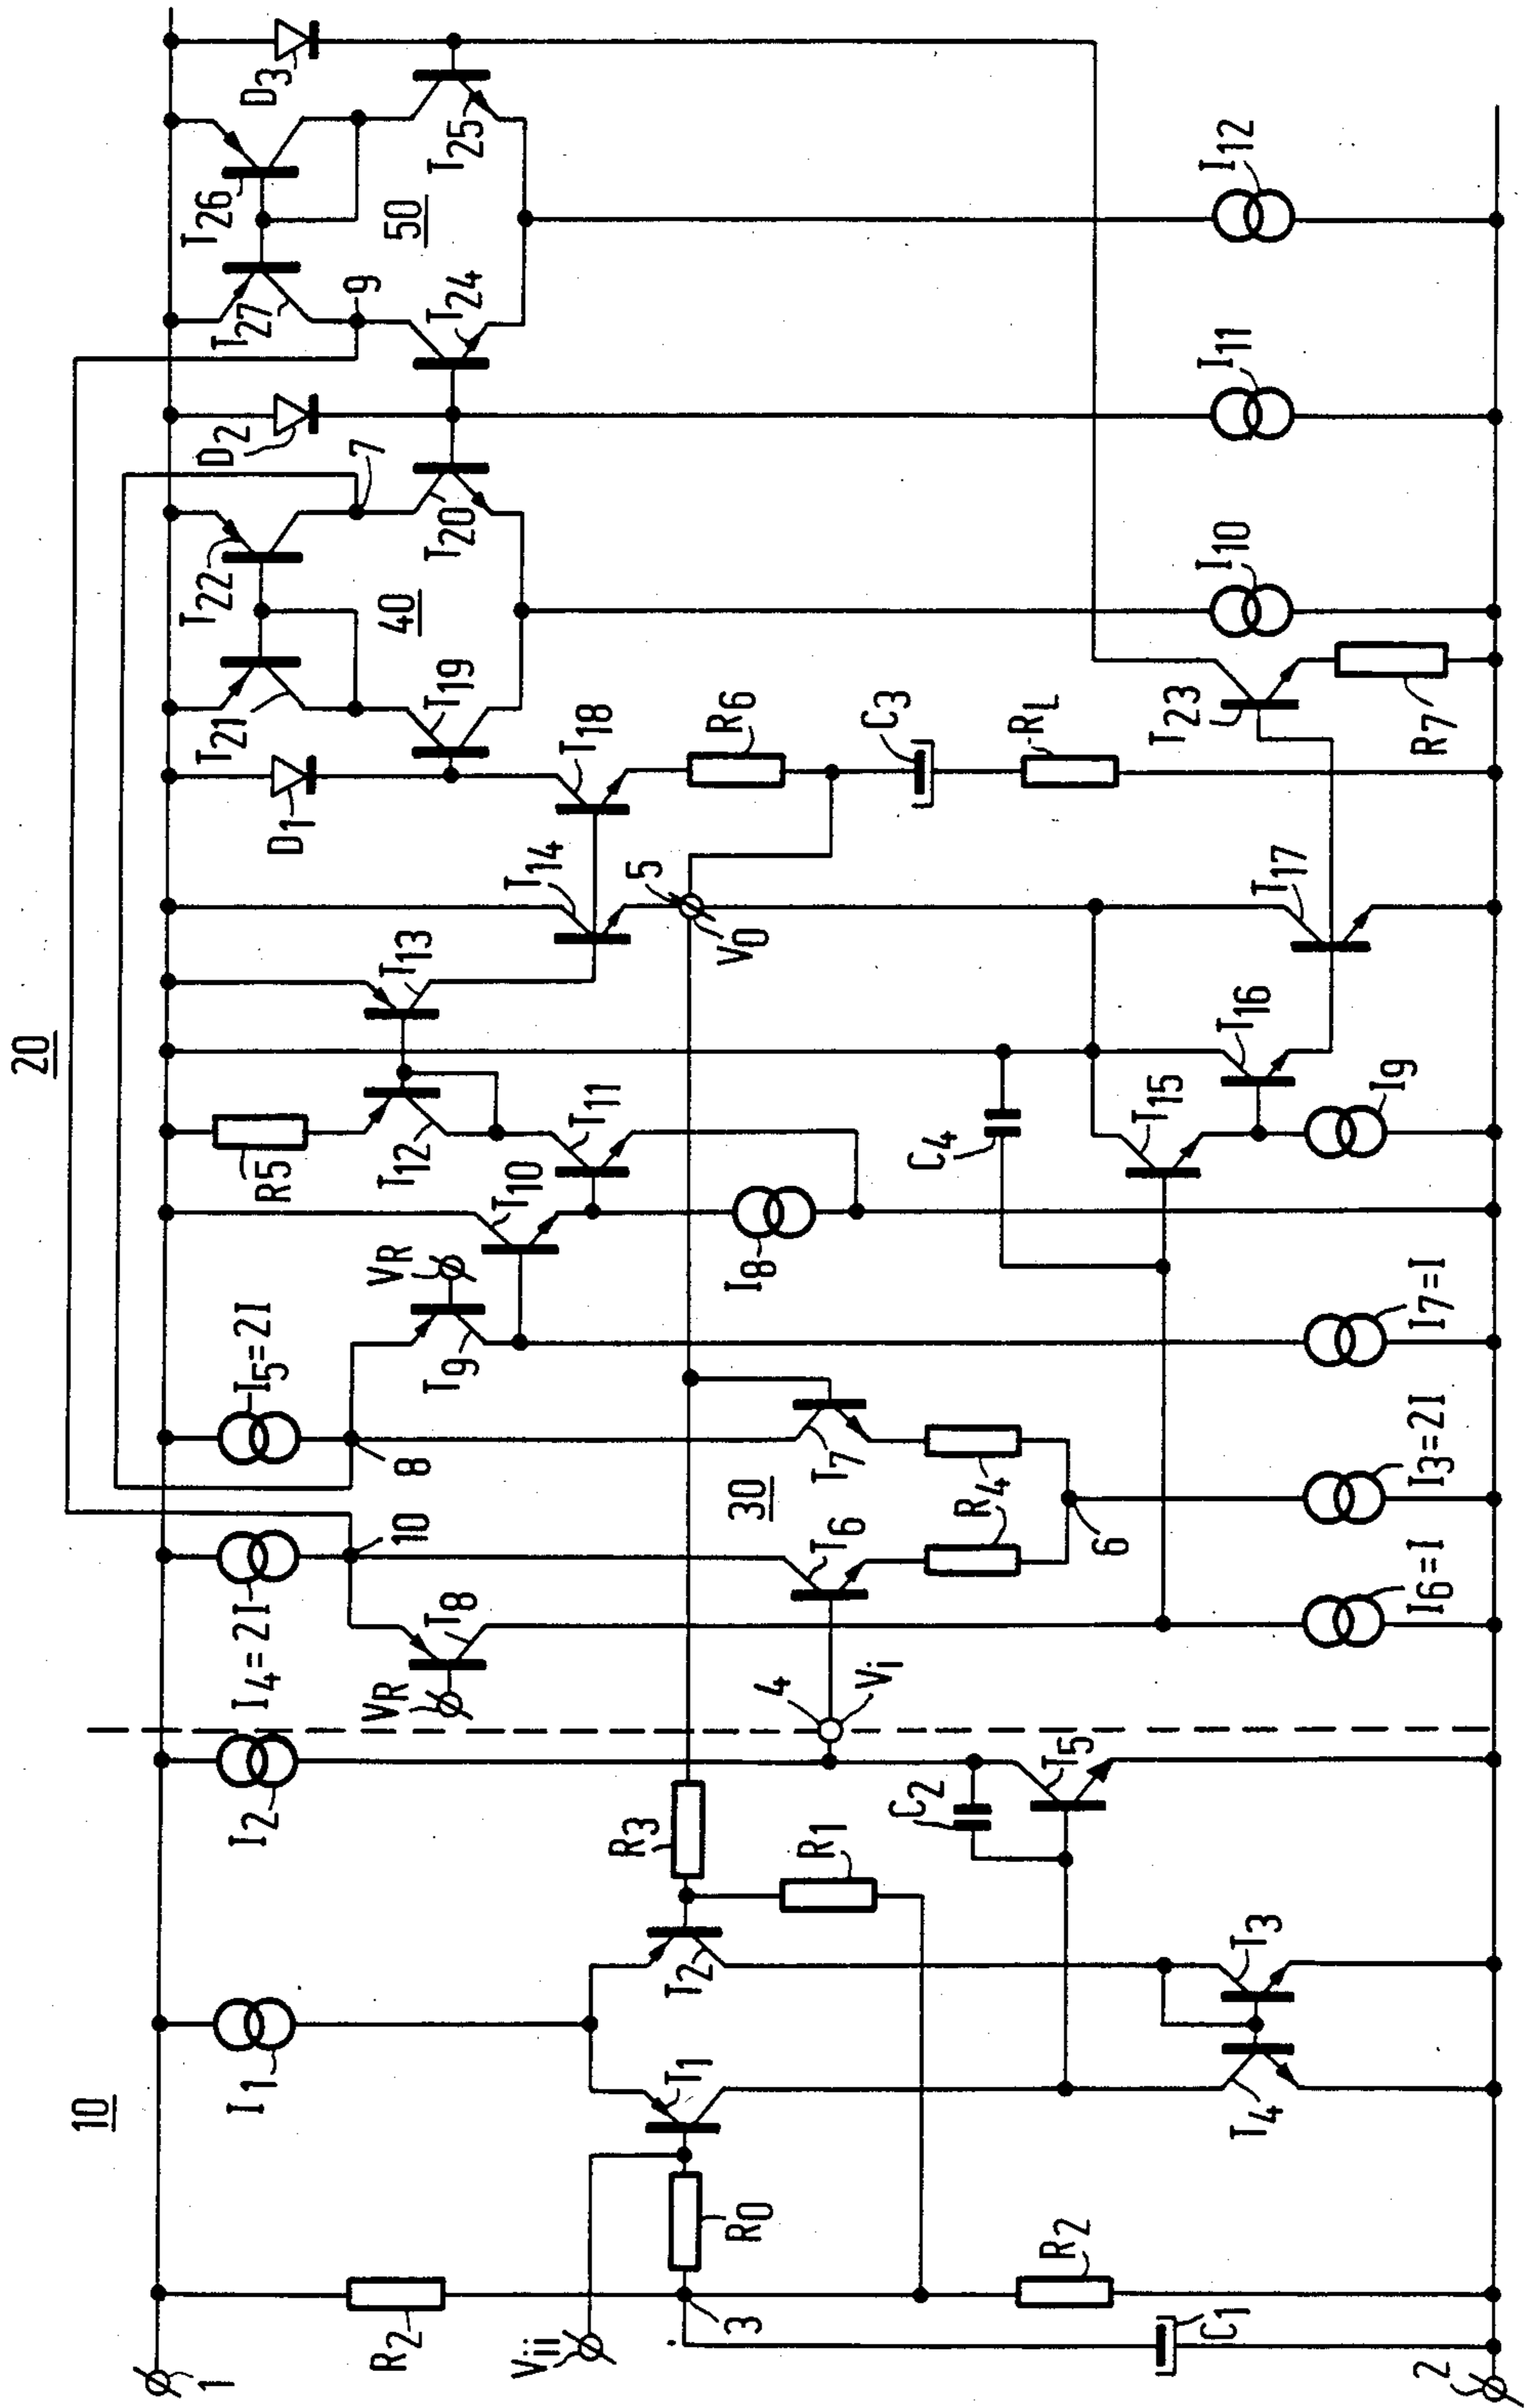 20
10
1
I1
I2
I4=2I
I5=2I
R5
D1
T21
T22
D2
T27
T26
D3
R2
VR
T8
10
8
T9
VR
T12
T13
40
7
9
50
T10
T11
T14
T19
T20
T24
T25
Vii
T1
T2
R3
T18
5
VO
R6
3
R0
4
Vi
30
T6
T7
I8
R1
R4
C4
C3
C2
RL
R2
T5
6
T15
T23
C1
T4
T3
T16
T17
I10
I11
I12
2
I6=I
I3=2I
I7=I
I9
R7